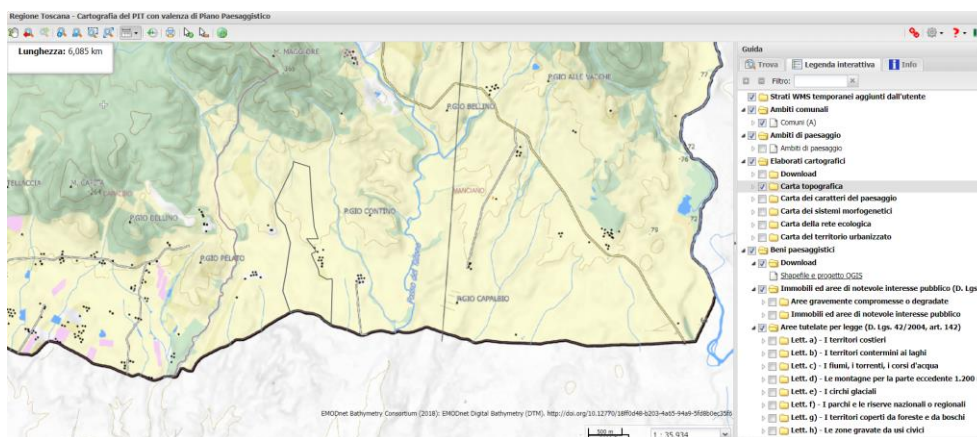 Regione Toscana - Cartografia del PIT con valenza di Piano Paesaggistico
Lunghezza: 6,085 km
M. MAGGIORE
P.GIO ALLE VADENE
P.GIO BELLINO
77
72
76
MANCIANO
P.GIO CONTINO
P.GIO BELLINO
P.GIO PELATO
72
76
Fosso del Tafone
P.GIO CAPALBIO
EMODnet Bathymetry Consortium (2018): EMODnet Digital Bathymetry (DTM). http://doi.org/10.12770/18ff0d48-b203-4a65-94a9-5fd8b0ec35f6
500 m
1 : 35.934
Guida
Trova
Legenda interattiva
Info
Filtro:
Strati WMS temporanei aggiunti dall'utente
Ambiti comunali
Comuni (A)
Ambiti di paesaggio
Ambiti di paesaggio
Elaborati cartografici
Download
Carta topografica
Carta dei caratteri del paesaggio
Carta dei sistemi morfogenetici
Carta della rete ecologica
Carta del territorio urbanizzato
Beni paesaggistici
Download
Shapefile e progetto QGIS
Immobili ed aree di notevole interesse pubblico (D. Lgs
Aree gravemente compromesse o degradate
Immobili ed aree di notevole interesse pubblico
Aree tutelate per legge (D. Lgs. 42/2004, art. 142)
Lett. a) - I territori costieri
Lett. b) - I territori contermini ai laghi
Lett. c) - I fiumi, i torrenti, i corsi d'acqua
Lett. d) - Le montagne per la parte eccedente 1.200
Lett. e) - I circhi glaciali
Lett. f) - I parchi e le riserve nazionali o regionali
Lett. g) - I territori coperti da foreste e da boschi
Lett. h) - Le zone gravate da usi civici